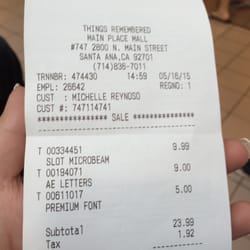 THINGS REMEMBERED
MAIN PLACE MALL
#747 2800 N. MAIN STREET
SANTA ANA,CA 92701
(714)836-7011
TRNNBR: 474430 14:59 05/16/15
EMPL: 26642 REGNO: 1
CUST : MICHELLE REYNOSO
CUST #: 747114741
**************** SALE ****************
T 00334451 9.99
SLOT MICROBEAM
T 00194071 9.00
AE LETTERS
T 00611017 5.00
PREMIUM FONT
Subtotal 23.99
Tax 1.92